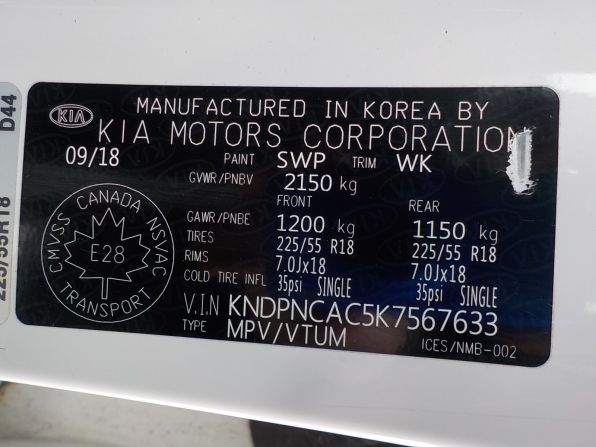 D44
225/55R18
KIA
MANUFACTURED IN KOREA BY
KIA MOTORS CORPORATION
09/18 PAINT SWP TRIM WK
GVWR/PNBV 2150 kg
FRONT REAR
GAWR/PNBE 1200 kg 1150 kg
TIRES 225/55 R18 225/55 R18
RIMS 7.0Jx18 7.0Jx18
COLD TIRE INFL 35psi SINGLE 35psi SINGLE
V.I.N KNDPNCAC5K7567633
TYPE MPV/VTUM ICES/NMB-002
CANADA
CMVSS NSVAC
E28
TRANSPORT